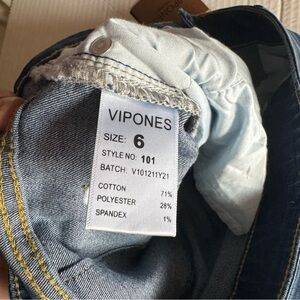 VIPONES
SIZE: 6
STYLE NO: 101
BATCH: V101211Y21
COTTON 71%
POLYESTER 28%
SPANDEX 1%